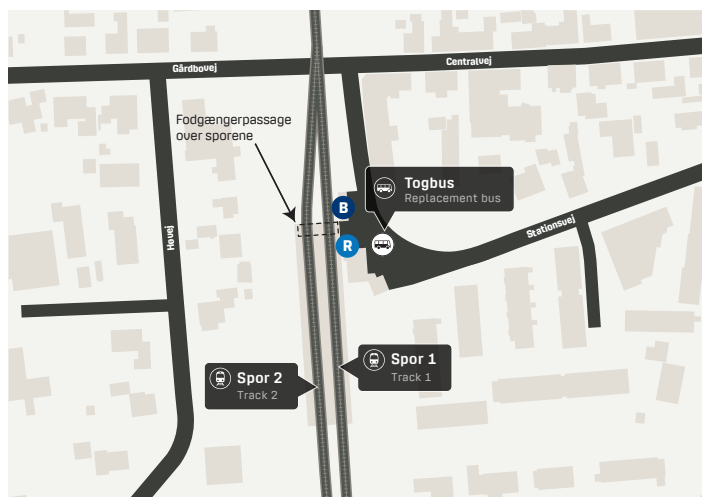 Gårdbovej
Centralvej
Fodgængerpassage
over sporene
B
Togbus
Replacement bus
Stationsvej
Høvej
R
Spor 1
Track 1
Spor 2
Track 2